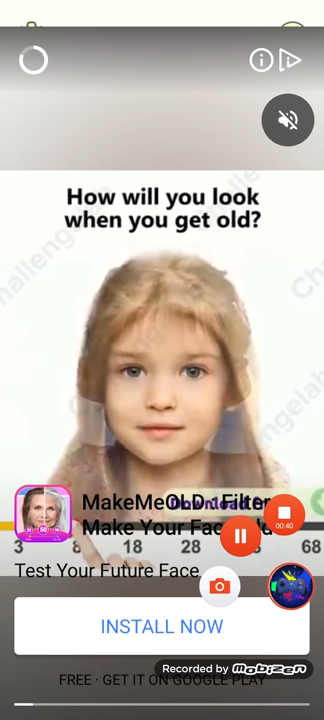 How will you look
when you get old?
MakeMeOLD : Filter
Make Your Face
00:40
3 8 18 28 68
Test Your Future Face
INSTALL NOW
Recorded by mobizen
FREE · GET IT ON GOOGLE PLAY